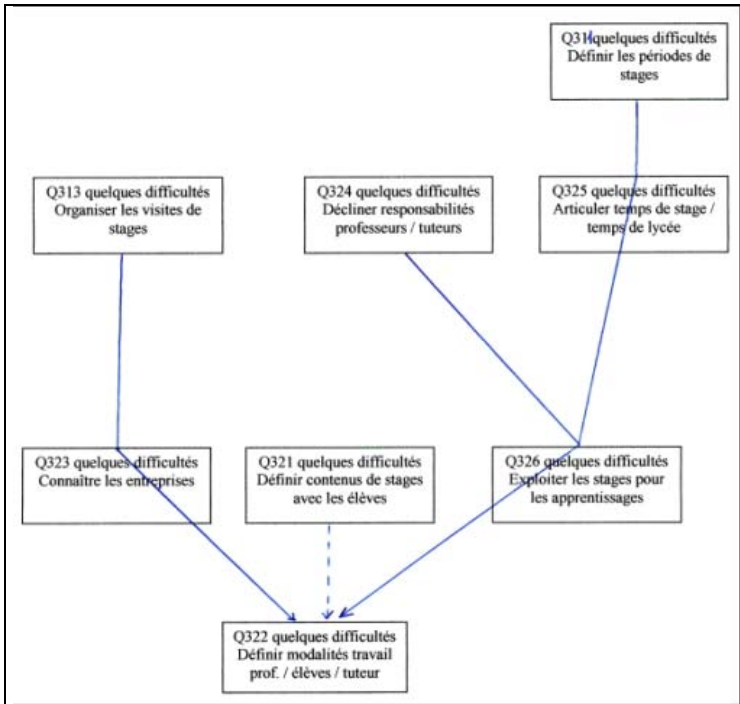 Q311 quelques difficultés
Définir les périodes de
stages
Q313 quelques difficultés
Organiser les visites de
stages
Q324 quelques difficultés
Décliner responsabilités
professeurs / tuteurs
Q325 quelques difficultés
Articuler temps de stage /
temps de lycée
Q323 quelques difficultés
Connaître les entreprises
Q321 quelques difficultés
Définir contenus de stages
avec les élèves
Q326 quelques difficultés
Exploiter les stages pour
les apprentissages
Q322 quelques difficultés
Définir modalités travail
prof. / élèves / tuteur